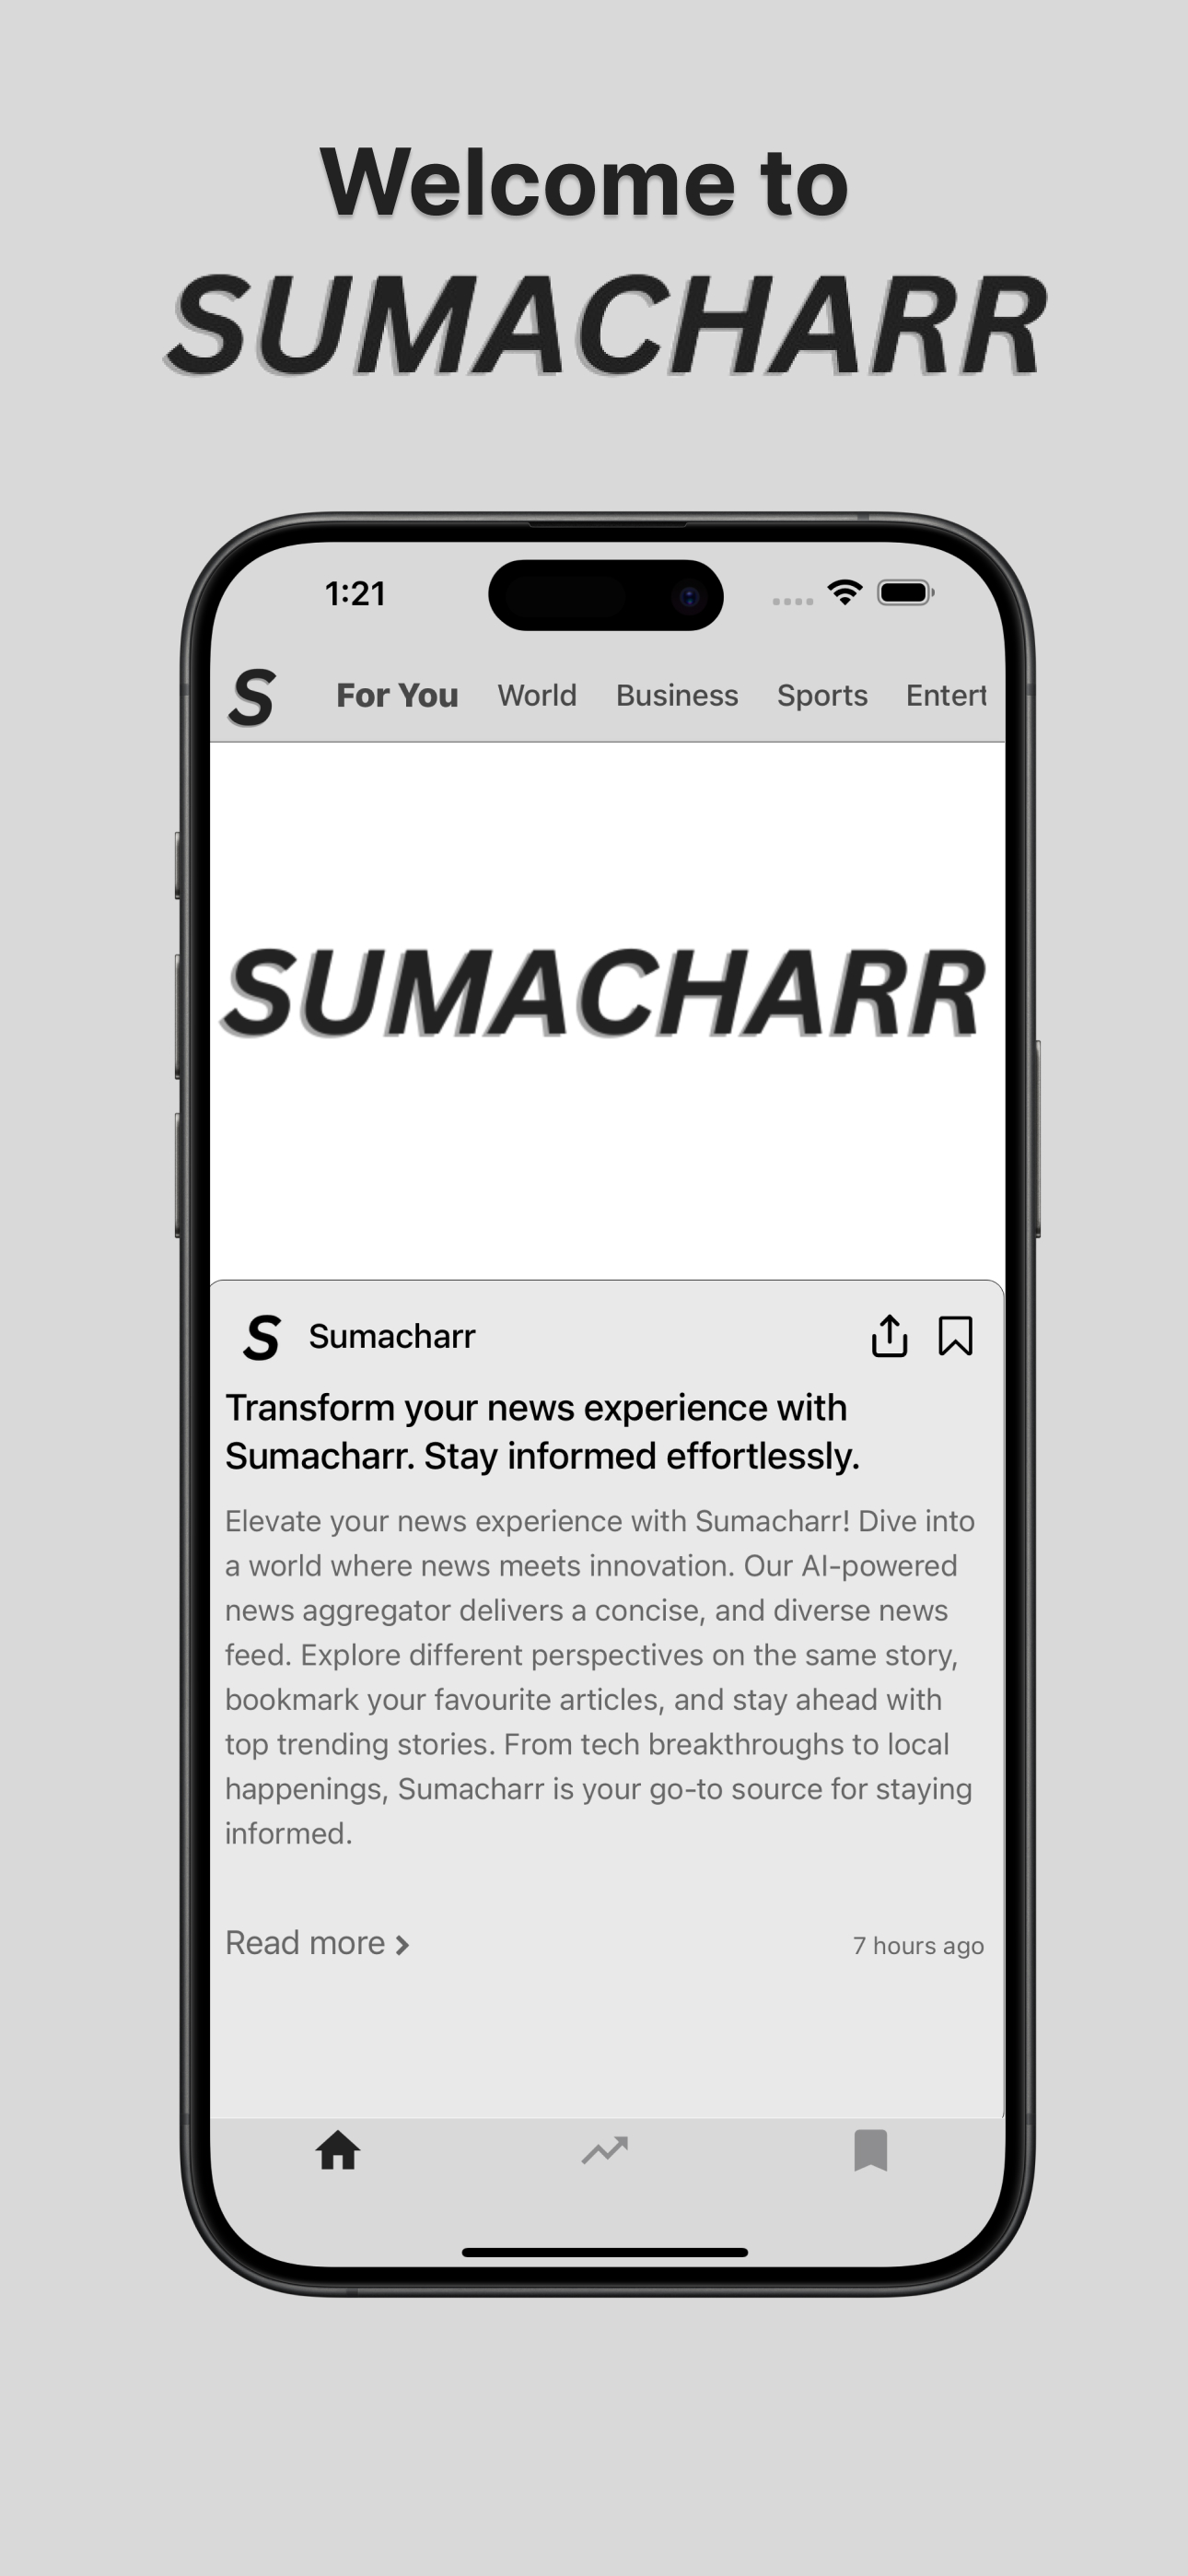 Welcome to
SUMACHARR
1:21
S
For You World Business Sports Entert
SUMACHARR
S Sumacharr
Transform your news experience with
Sumacharr. Stay informed effortlessly.
Elevate your news experience with Sumacharr! Dive into
a world where news meets innovation. Our AI-powered
news aggregator delivers a concise, and diverse news
feed. Explore different perspectives on the same story,
bookmark your favourite articles, and stay ahead with
top trending stories. From tech breakthroughs to local
happenings, Sumacharr is your go-to source for staying
informed.
Read more
7 hours ago